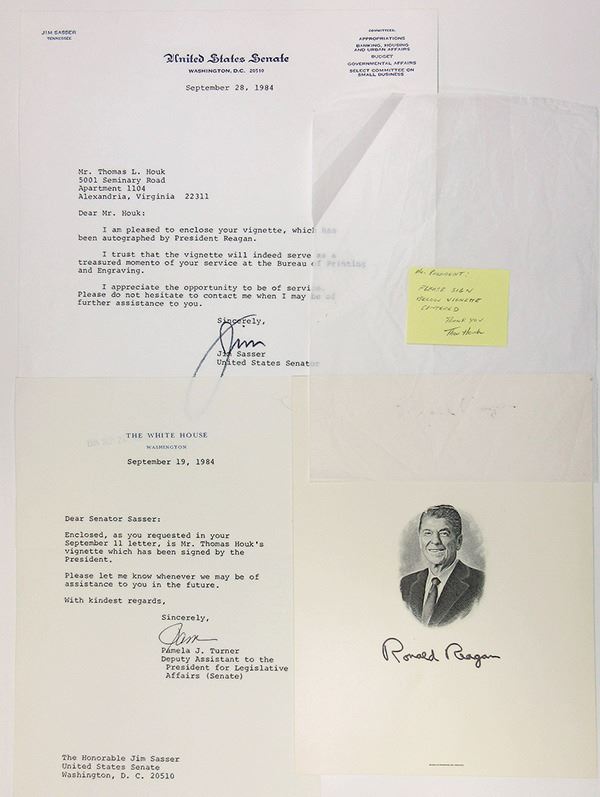 JIM SASSER
TENNESSEE
COMMITTEES:
APPROPRIATIONS
BANKING, HOUSING
AND URBAN AFFAIRS
BUDGET
GOVERNMENTAL AFFAIRS
SELECT COMMITTEE ON
SMALL BUSINESS
United States Senate
WASHINGTON, D.C. 20510
September 28, 1984
Mr. Thomas L. Houk
5001 Seminary Road
Apartment 1104
Alexandria, Virginia 22311
Dear Mr. Houk:
I am pleased to enclose your vignette, which has
been autographed by President Reagan.
I trust that the vignette will indeed serve as a
treasured momento of your service at the Bureau of Printing
and Engraving.
I appreciate the opportunity to be of service.
Please do not hesitate to contact me when I may be of
further assistance to you.
Sincerely,
Jim
Jim Sasser
United States Senator
Mr. President:
PLEASE SIGN
BELOW VIGNETTE
CENTERED
THANK YOU
Tom Houk
THE WHITE HOUSE
WASHINGTON
September 19, 1984
Dear Senator Sasser:
Enclosed, as you requested in your
September 11 letter, is Mr. Thomas Houk's
vignette which has been signed by the
President.
Please let me know whenever we may be of
assistance to you in the future.
With kindest regards,
Sincerely,
Pam
Pamela J. Turner
Deputy Assistant to the
President for Legislative
Affairs (Senate)
The Honorable Jim Sasser
United States Senate
Washington, D. C. 20510
Ronald Reagan